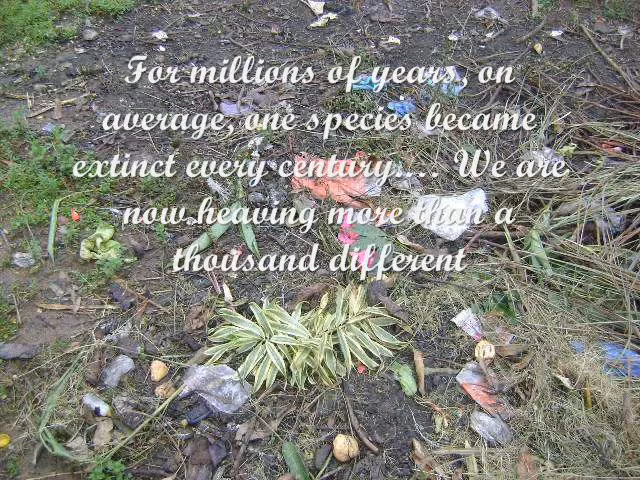 For millions of years, on
average, one species became
extinct every century.... We are
now heaving more than a
thousand different